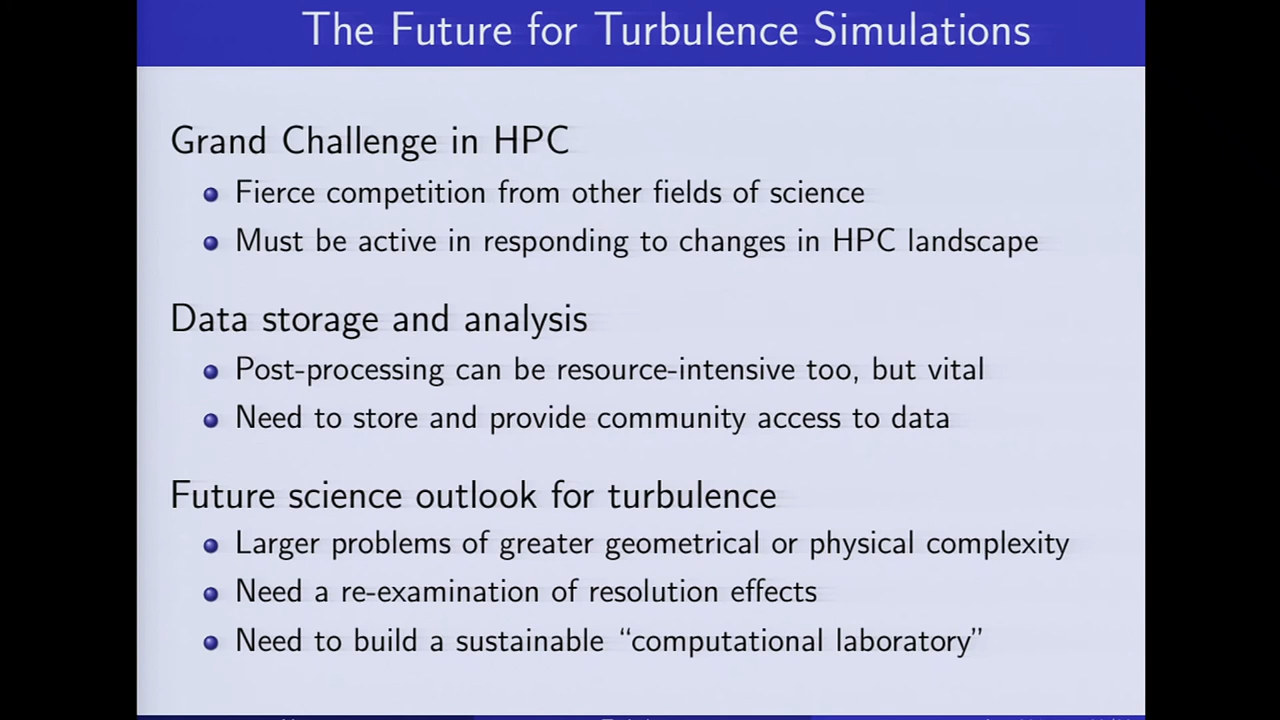 The Future for Turbulence Simulations
Grand Challenge in HPC
Fierce competition from other fields of science
Must be active in responding to changes in HPC landscape
Data storage and analysis
Post-processing can be resource-intensive too, but vital
Need to store and provide community access to data
Future science outlook for turbulence
Larger problems of greater geometrical or physical complexity
Need a re-examination of resolution effects
Need to build a sustainable “computational laboratory”